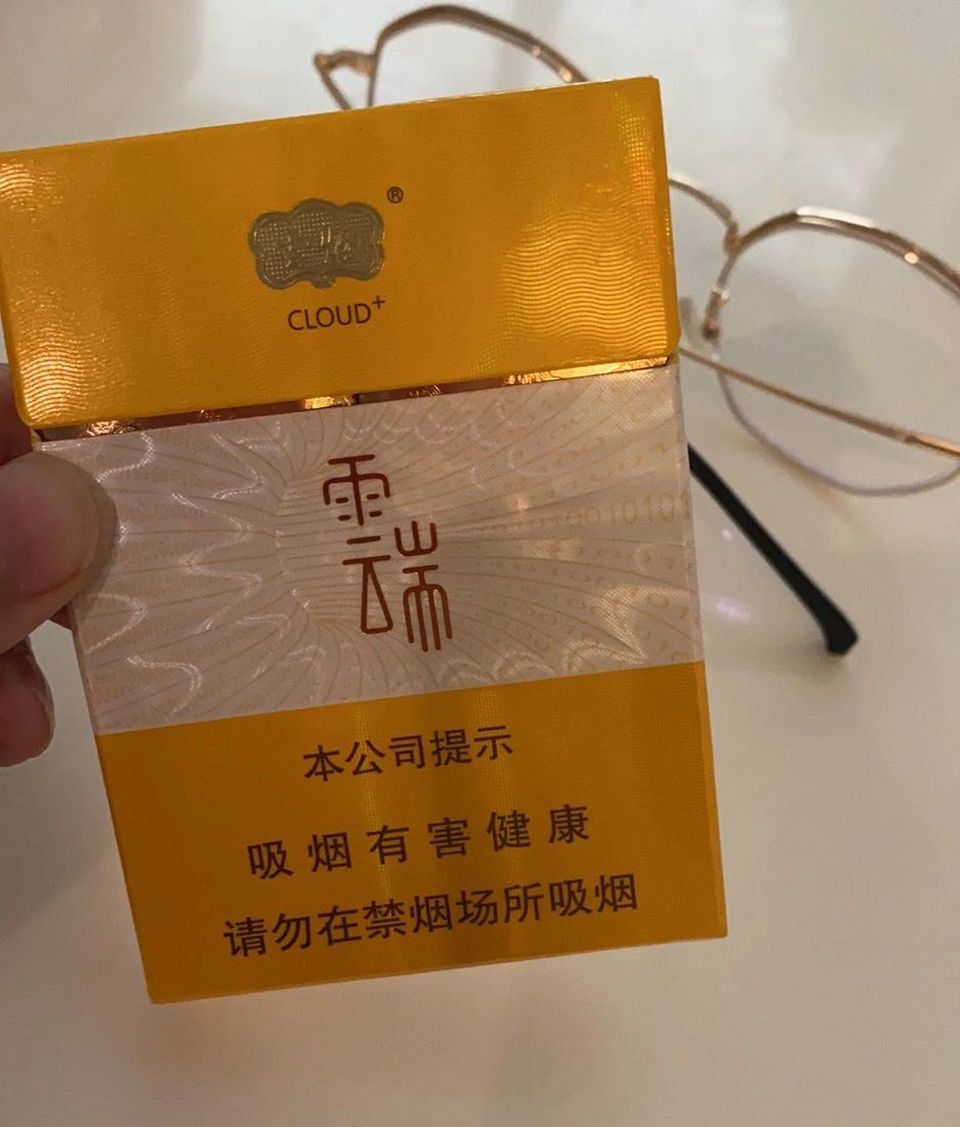 ®
CLOUD⁺
雲端
本公司提示
吸烟有害健康
请勿在禁烟场所吸烟